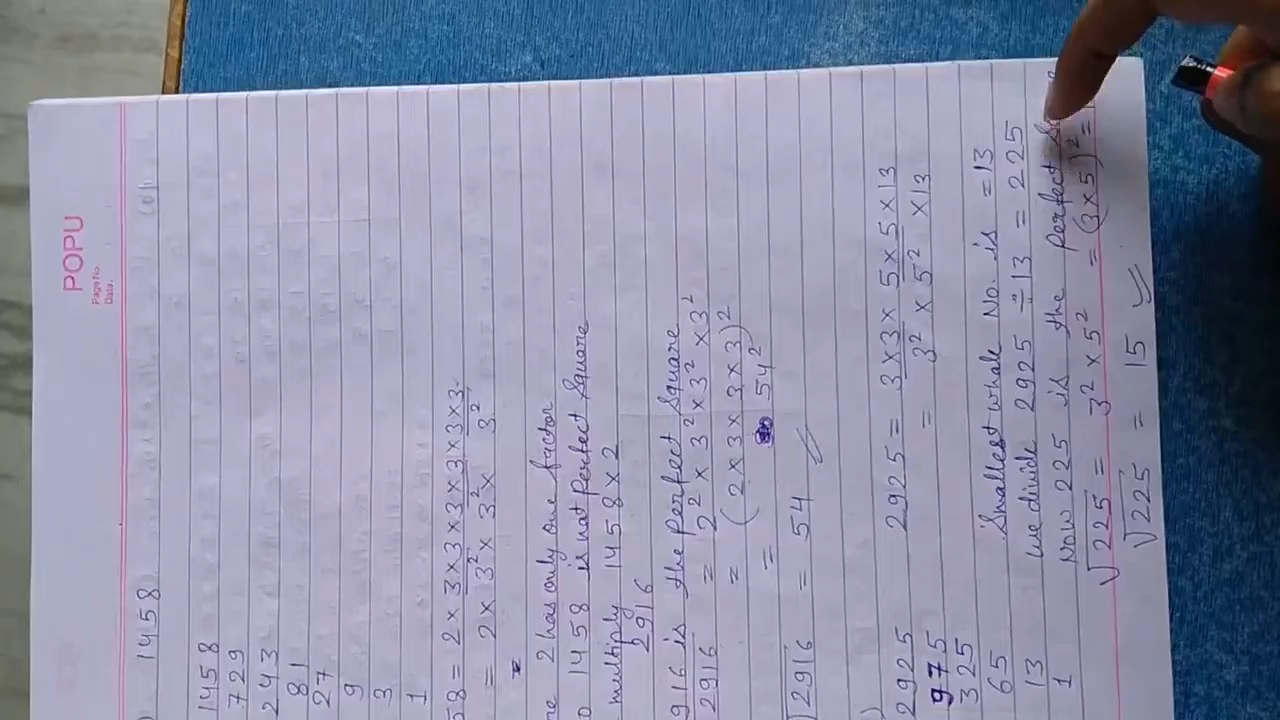 POPU
Page No.
Date:
) 1458
1458
729
243
81
27
9
3
1
58 = 2 × 3 × 3 × 3 × 3 × 3 × 3
= 2 × 3² × 3² × 3²
re 2 has only one factor
o 1458 is not Perfect Square
multiply 1458 × 2
2916
916 is the Perfect Square
2916 = 2² × 3² × 3² × 3²
= (2 × 3 × 3 × 3)²
= 54²
√2916 = 54
)
2925 2925 = 3 × 3 × 5 × 5 × 13
975 = 3² × 5² × 13
325
65 Smallest whale No. is = 13
13 we divide 2925 ÷ 13 = 225
1 Now 225 is the perfect
√225 = 3² × 5² = (3 × 5)² =
√225 = 15